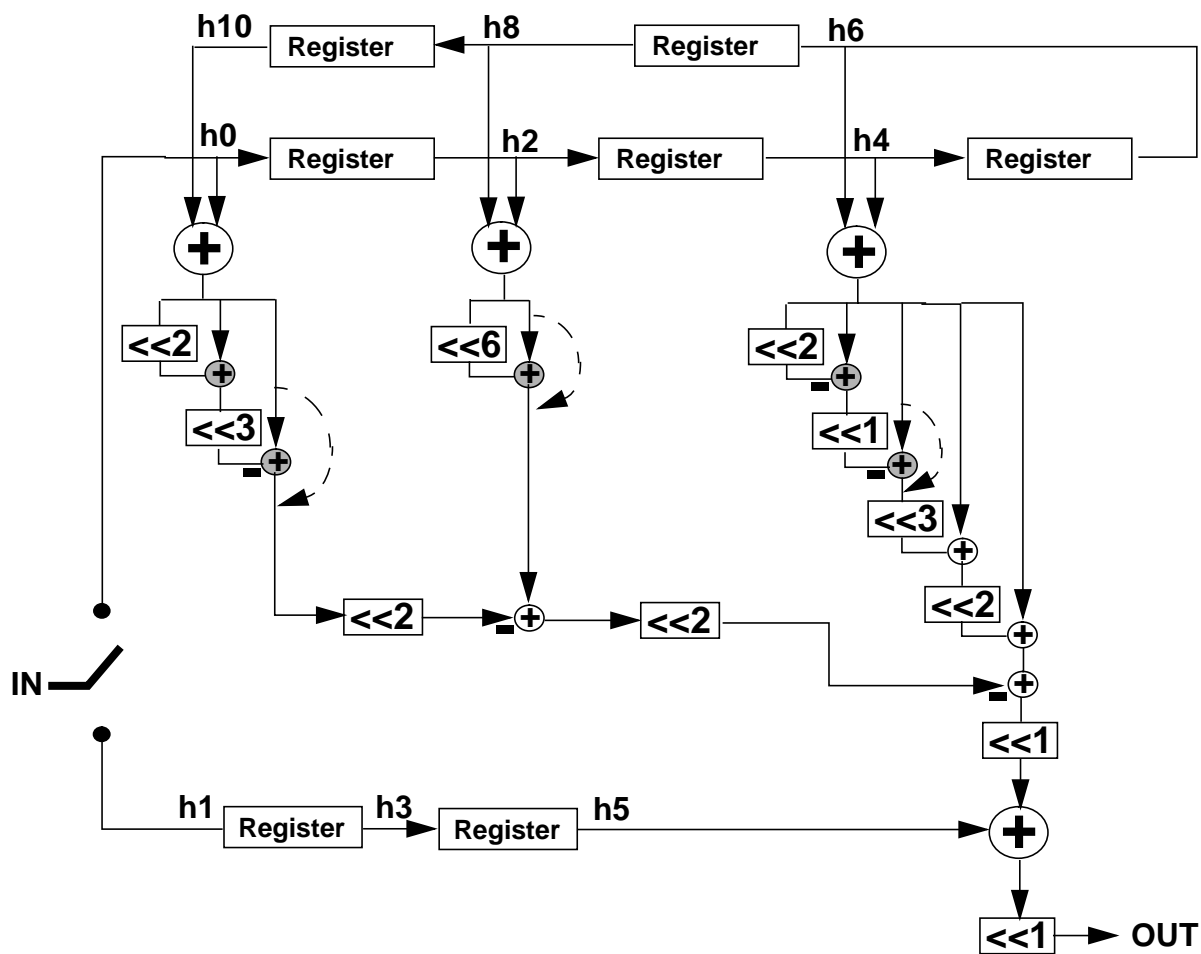 h10
Register
h8
Register
h6
h0
Register
h2
Register
h4
Register
+
+
+
<<2
<<6
<<2
+
+
+
<<3
<<1
+
+
<<3
+
<<2
<<2
+
<<2
+
IN
+
<<1
h1
Register
h3
Register
h5
+
<<1
OUT